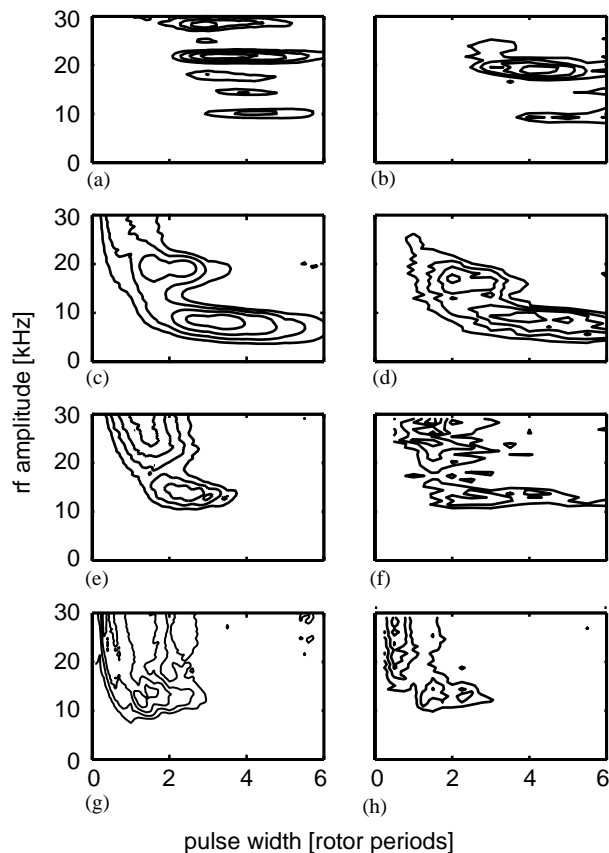 30
20
10
0
(a)
(b)
30
20
10
0
(c)
(d)
30
20
10
0
(e)
(f)
30
20
10
0
0 2 4 6
0 2 4 6
(g)
(h)
rf amplitude [kHz]
pulse width [rotor periods]